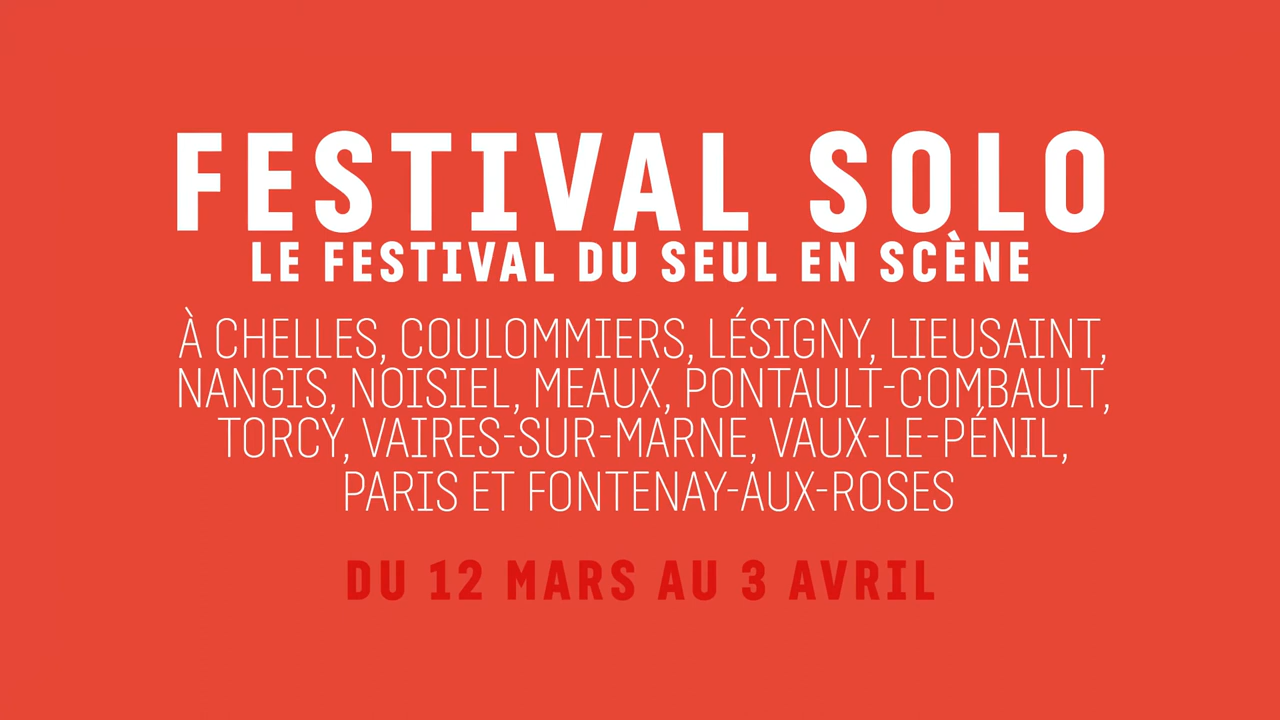 FESTIVAL SOLO
LE FESTIVAL DU SEUL EN SCÈNE
À CHELLES, COULOMMIERS, LÉSIGNY, LIEUSAINT,
NANGIS, NOISIEL, MEAUX, PONTAULT-COMBAULT,
TORCY, VAIRES-SUR-MARNE, VAUX-LE-PÉNIL,
PARIS ET FONTENAY-AUX-ROSES
DU 12 MARS AU 3 AVRIL